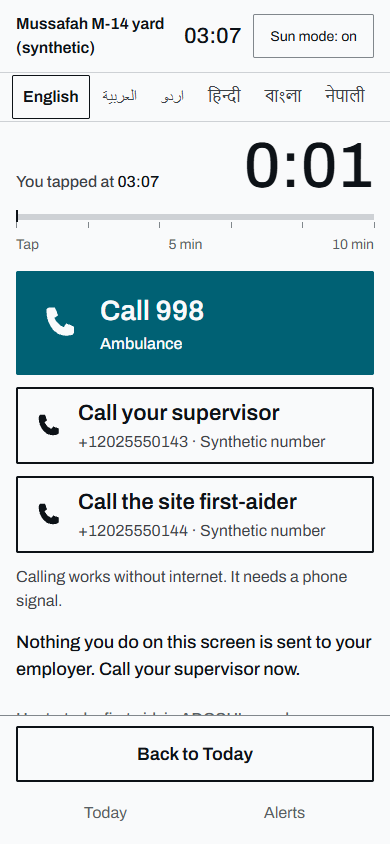 Mussafah M-14 yard
(synthetic)
03:07
Sun mode: on
English
العربية
اردو
हिन्दी
বাংলা
नेपाली
You tapped at 03:07
0:01
Tap
5 min
10 min
Call 998
Ambulance
Call your supervisor
+12025550143 · Synthetic number
Call the site first-aider
+12025550144 · Synthetic number
Calling works without internet. It needs a phone
signal.
Nothing you do on this screen is sent to your
employer. Call your supervisor now.
Back to Today
Today
Alerts